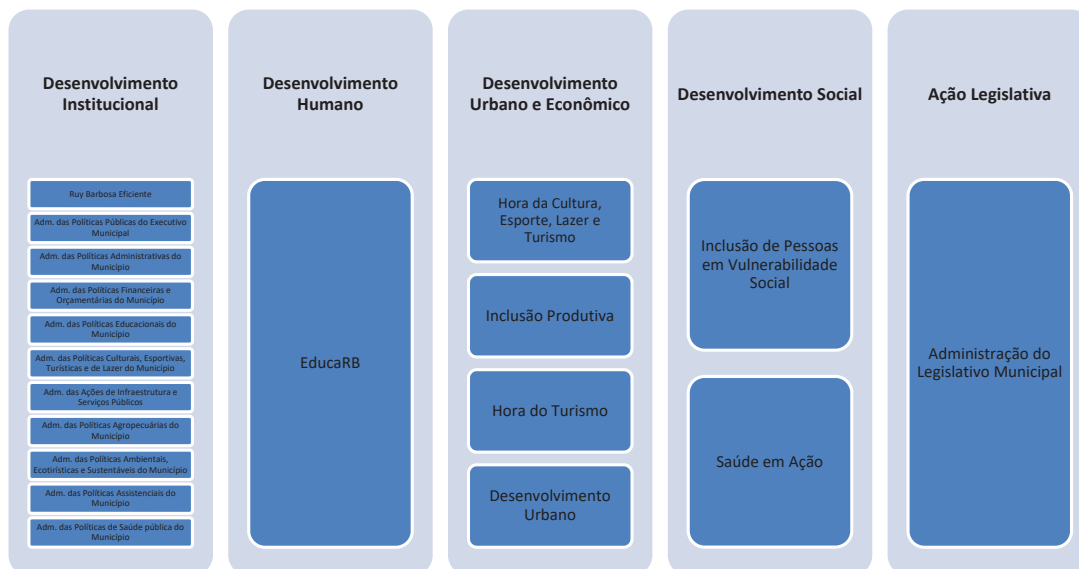 Desenvolvimento
Institucional
Ruy Barbosa Eficiente
Adm. das Políticas Públicas do Executivo
Municipal
Adm. das Políticas Administrativas do
Município
Adm. das Políticas Financeiras e
Orçamentárias do Município
Adm. das Políticas Educacionais do
Município
Adm. das Políticas Culturais, Esportivas,
Turísticas e de Lazer do Município
Adm. das Ações de Infraestrutura e
Serviços Públicos
Adm. das Políticas Agropecuárias do
Município
Adm. das Políticas Ambientais,
Ecotirísticas e Sustentáveis do Município
Adm. das Políticas Assistenciais do
Município
Adm. das Políticas de Saúde pública do
Município
Desenvolvimento
Humano
EducaRB
Desenvolvimento
Urbano e Econômico
Hora da Cultura,
Esporte, Lazer e
Turismo
Inclusão Produtiva
Hora do Turismo
Desenvolvimento
Urbano
Desenvolvimento Social
Inclusão de Pessoas
em Vulnerabilidade
Social
Saúde em Ação
Ação Legislativa
Administração do
Legislativo Municipal